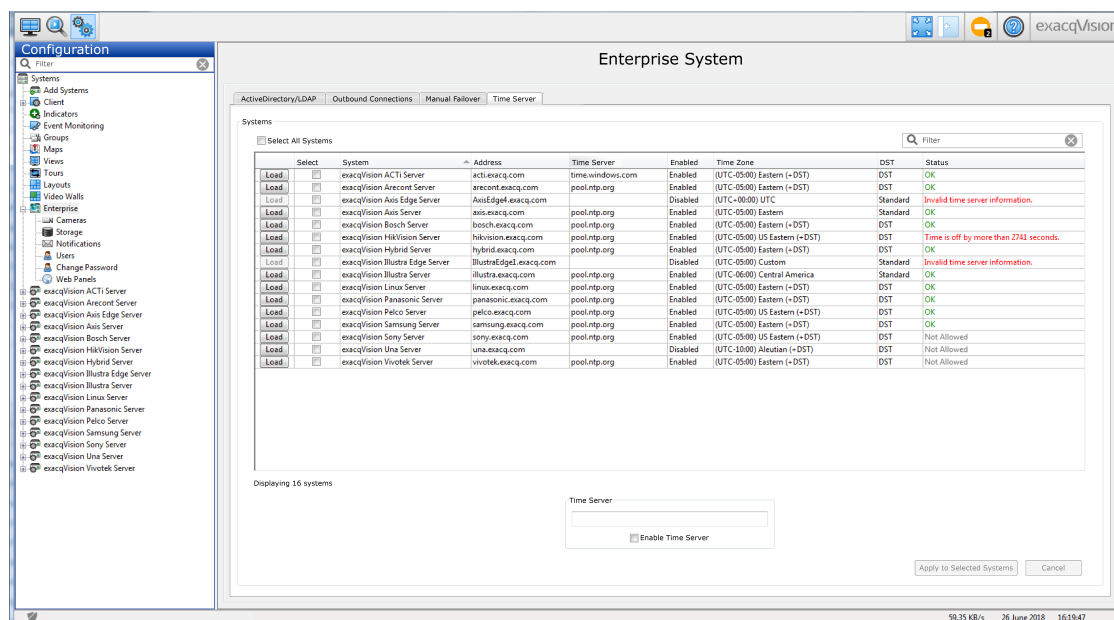 2
exacqVision
Configuration
Filter
Systems
Add Systems
Client
Indicators
Event Monitoring
Groups
Maps
Views
Tours
Layouts
Video Walls
Enterprise
Cameras
Storage
Notifications
Users
Change Password
Web Panels
exacqVision ACTi Server
exacqVision Arecont Server
exacqVision Axis Edge Server
exacqVision Axis Server
exacqVision Bosch Server
exacqVision HikVision Server
exacqVision Hybrid Server
exacqVision Illustra Edge Server
exacqVision Illustra Server
exacqVision Linux Server
exacqVision Panasonic Server
exacqVision Pelco Server
exacqVision Samsung Server
exacqVision Sony Server
exacqVision Una Server
exacqVision Vivotek Server
Enterprise System
ActiveDirectory/LDAP Outbound Connections Manual Failover Time Server
Systems
Select All Systems Filter
Select System Address Time Server Enabled Time Zone DST Status
Load exacqVision ACTi Server acti.exacq.com time.windows.com Enabled (UTC-05:00) Eastern (+DST) DST OK
Load exacqVision Arecont Server arecont.exacq.com pool.ntp.org Enabled (UTC-05:00) Eastern (+DST) DST OK
Load exacqVision Axis Edge Server AxisEdge4.exacq.com Disabled (UTC+00:00) UTC Standard Invalid time server information.
Load exacqVision Axis Server axis.exacq.com pool.ntp.org Enabled (UTC-05:00) Eastern Standard OK
Load exacqVision Bosch Server bosch.exacq.com pool.ntp.org Enabled (UTC-05:00) Eastern (+DST) DST OK
Load exacqVision HikVision Server hikvision.exacq.com pool.ntp.org Enabled (UTC-05:00) US Eastern (+DST) DST Time is off by more than 2741 seconds.
Load exacqVision Hybrid Server hybrid.exacq.com pool.ntp.org Enabled (UTC-05:00) Eastern (+DST) DST OK
Load exacqVision Illustra Edge Server IllustraEdge1.exacq.com Disabled (UTC-05:00) Custom Standard Invalid time server information.
Load exacqVision Illustra Server illustra.exacq.com pool.ntp.org Enabled (UTC-06:00) Central America Standard OK
Load exacqVision Linux Server linux.exacq.com pool.ntp.org Enabled (UTC-05:00) Eastern (+DST) DST OK
Load exacqVision Panasonic Server panasonic.exacq.com pool.ntp.org Enabled (UTC-05:00) Eastern (+DST) DST OK
Load exacqVision Pelco Server pelco.exacq.com pool.ntp.org Enabled (UTC-05:00) US Eastern (+DST) DST OK
Load exacqVision Samsung Server samsung.exacq.com pool.ntp.org Enabled (UTC-05:00) Eastern (+DST) DST OK
Load exacqVision Sony Server sony.exacq.com pool.ntp.org Enabled (UTC-05:00) US Eastern (+DST) DST Not Allowed
Load exacqVision Una Server una.exacq.com Disabled (UTC-10:00) Aleutian (+DST) DST Not Allowed
Load exacqVision Vivotek Server vivotek.exacq.com pool.ntp.org Enabled (UTC-05:00) Eastern (+DST) DST Not Allowed
Displaying 16 systems
Time Server
Enable Time Server
Apply to Selected Systems Cancel
59.35 KB/s 26 June 2018 16:19:47